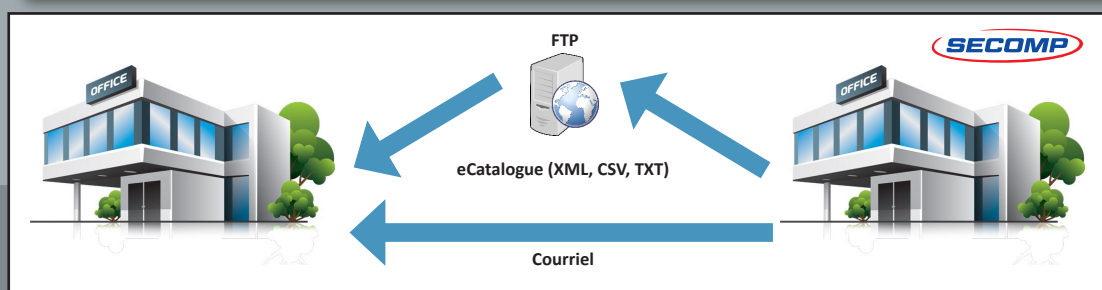 FTP
SECOMP
OFFICE
OFFICE
eCatalogue (XML, CSV, TXT)
Courriel